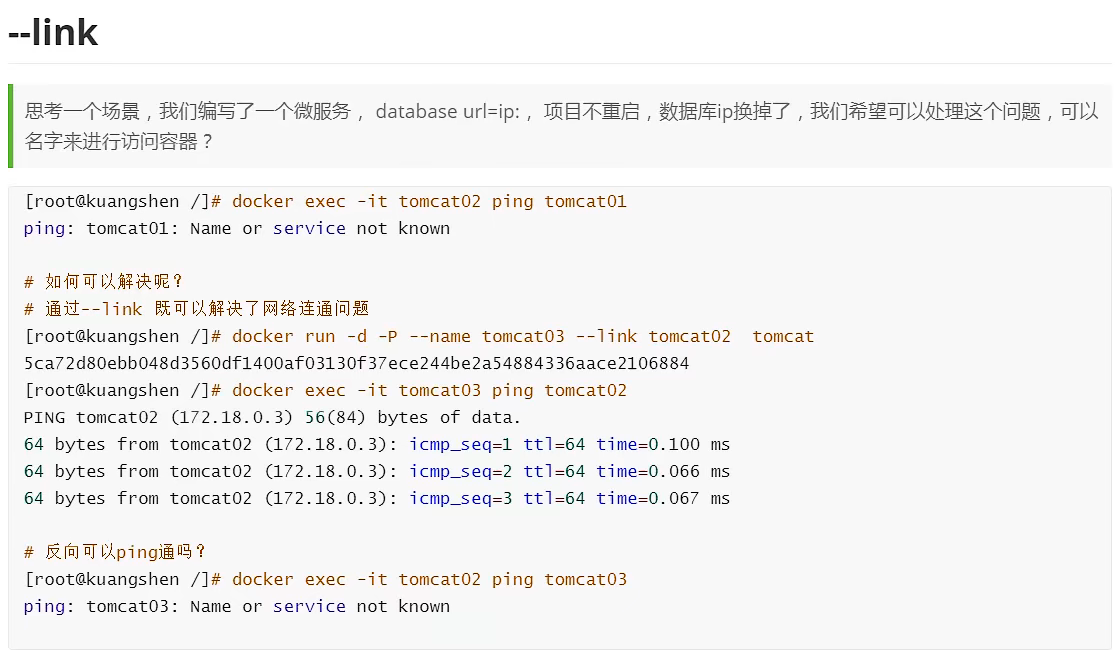 --link
思考一个场景，我们编写了一个微服务， database url=ip:， 项目不重启，数据库ip换掉了，我们希望可以处理这个问题，可以
名字来进行访问容器？
[root@kuangshen /]# docker exec -it tomcat02 ping tomcat01
ping: tomcat01: Name or service not known
# 如何可以解决呢？
# 通过--link 既可以解决了网络连通问题
[root@kuangshen /]# docker run -d -P --name tomcat03 --link tomcat02  tomcat
5ca72d80ebb048d3560df1400af03130f37ece244be2a54884336aace2106884
[root@kuangshen /]# docker exec -it tomcat03 ping tomcat02
PING tomcat02 (172.18.0.3) 56(84) bytes of data.
64 bytes from tomcat02 (172.18.0.3): icmp_seq=1 ttl=64 time=0.100 ms
64 bytes from tomcat02 (172.18.0.3): icmp_seq=2 ttl=64 time=0.066 ms
64 bytes from tomcat02 (172.18.0.3): icmp_seq=3 ttl=64 time=0.067 ms
# 反向可以ping通吗？
[root@kuangshen /]# docker exec -it tomcat02 ping tomcat03
ping: tomcat03: Name or service not known